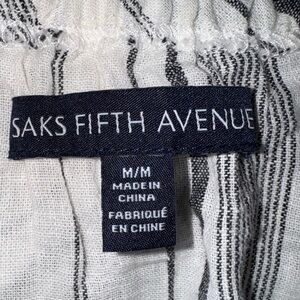 SAKS FIFTH AVENUE
M/M
MADE IN
CHINA
FABRIQUÉ
EN CHINE